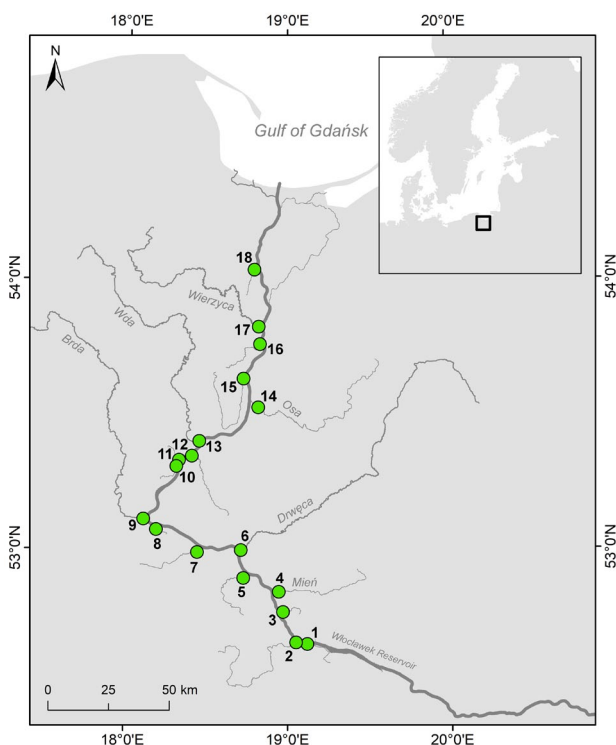 18°0'E
19°0'E
20°0'E
N
Gulf of Gdańsk
54°0'N
54°0'N
18
Wierzyca
Wda
17
Brda
16
15
14
Osa
13
12
11
10
9
8
Drwęca
6
53°0'N
53°0'N
7
5
4
Mień
3
1
2
Włocławek Reservoir
0
25
50 km
18°0'E
19°0'E
20°0'E